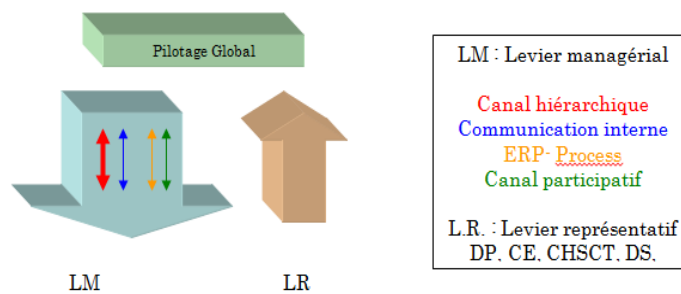 Pilotage Global
LM LR
LM : Levier managérial
Canal hiérarchique
Communication interne
ERP- Process
Canal participatif
L.R. : Levier représentatif
DP, CE, CHSCT, DS,